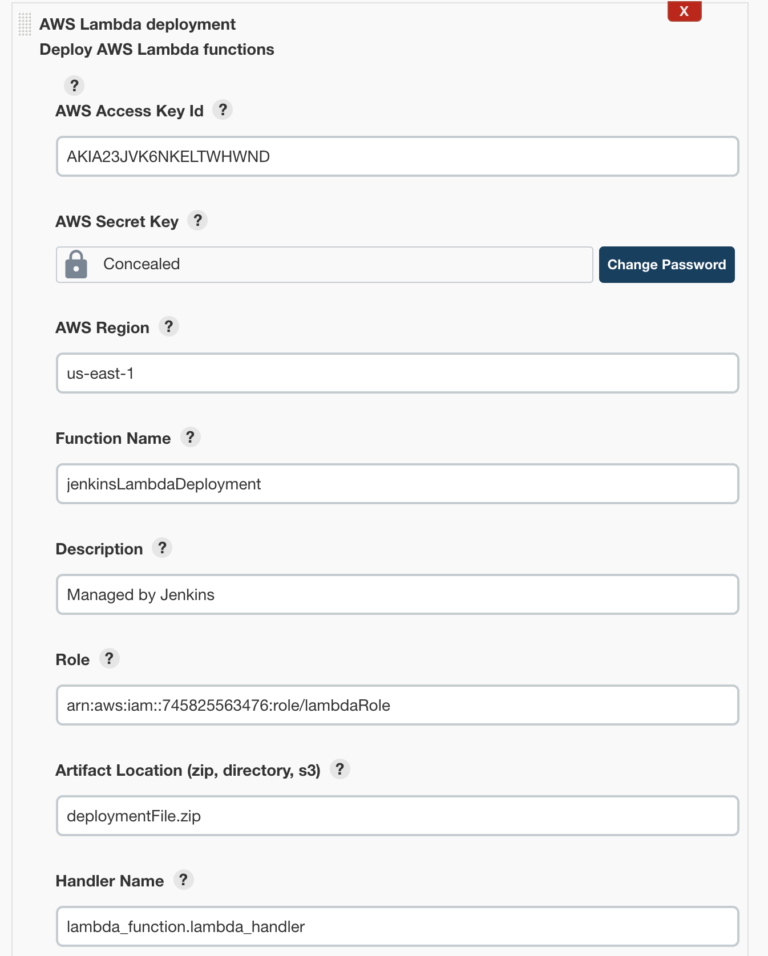 X
AWS Lambda deployment
Deploy AWS Lambda functions
?
AWS Access Key Id ?
AKIA23JVK6NKELTWHWND
AWS Secret Key ?
Concealed
Change Password
AWS Region ?
us-east-1
Function Name ?
jenkinsLambdaDeployment
Description ?
Managed by Jenkins
Role ?
arn:aws:iam::745825563476:role/lambdaRole
Artifact Location (zip, directory, s3) ?
deploymentFile.zip
Handler Name ?
lambda_function.lambda_handler